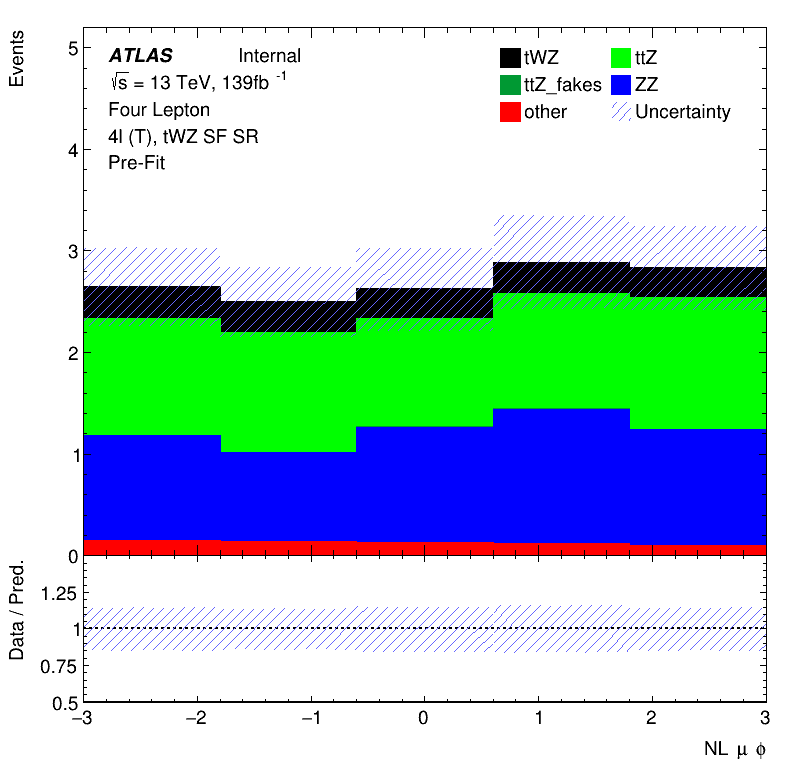 Events
ATLAS Internal
√s = 13 TeV, 139fb -1
Four Lepton
4l (T), tWZ SF SR
Pre-Fit
tWZ ttZ
ttZ_fakes ZZ
other Uncertainty
5
4
3
2
1
0
Data / Pred.
1.25
1
0.75
0.5
−3 −2 −1 0 1 2 3
NL μ ϕ